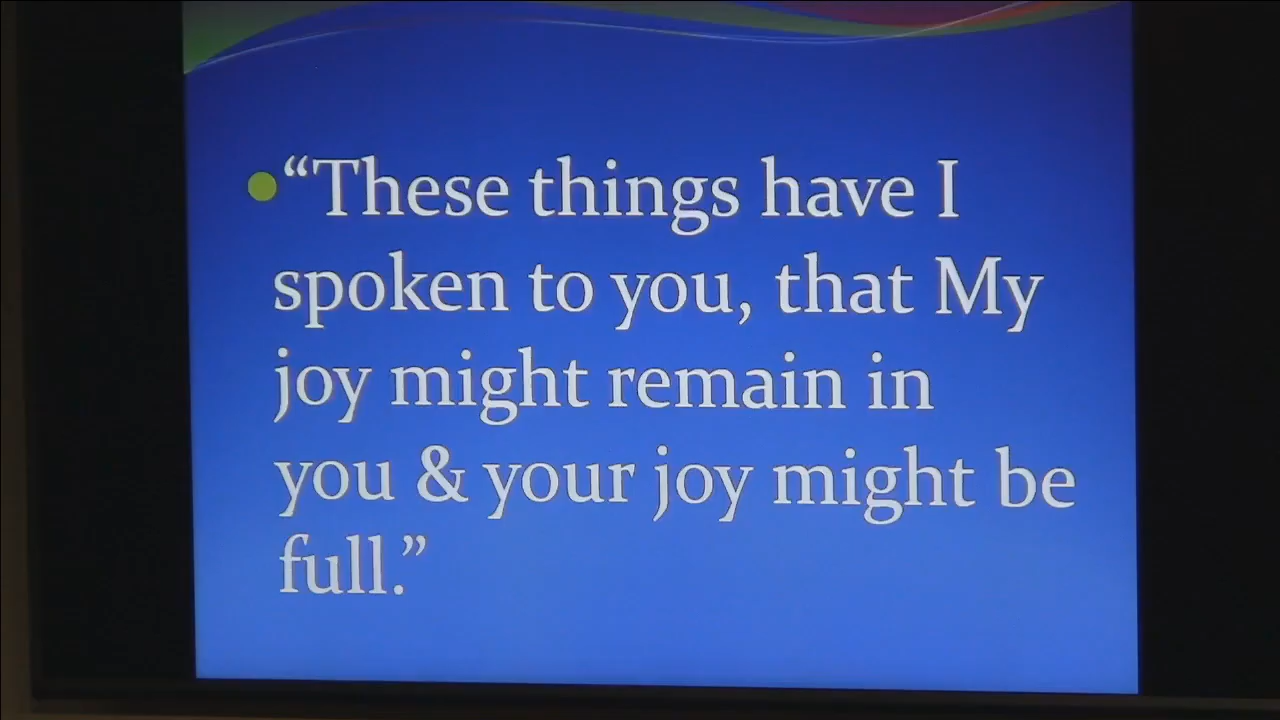 “These things have I
spoken to you, that My
joy might remain in
you & your joy might be
full.”